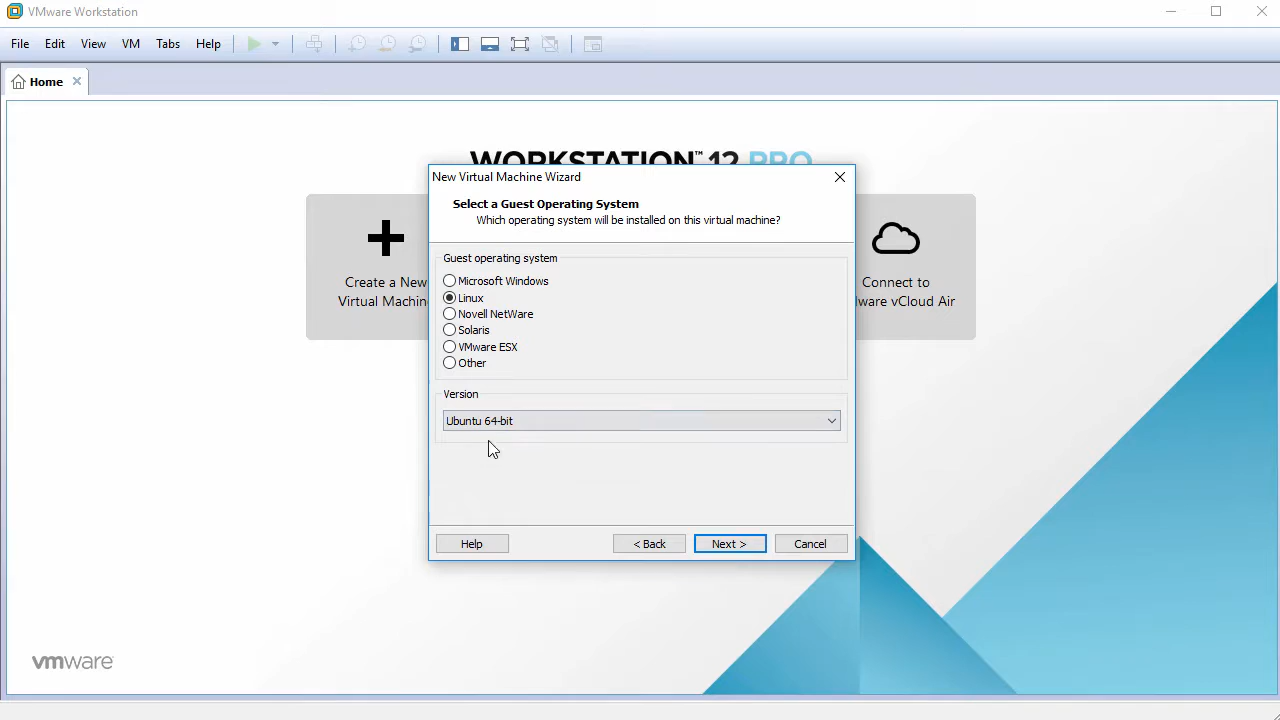 VMware Workstation
File Edit View VM Tabs Help
Home
WORKSTATION™ 12 PRO
Create a New
Virtual Machin
Connect to
ware vCloud Air
New Virtual Machine Wizard
Select a Guest Operating System
Which operating system will be installed on this virtual machine?
Guest operating system
Microsoft Windows
Linux
Novell NetWare
Solaris
VMware ESX
Other
Version
Ubuntu 64-bit
Help
< Back
Next >
Cancel
vmware